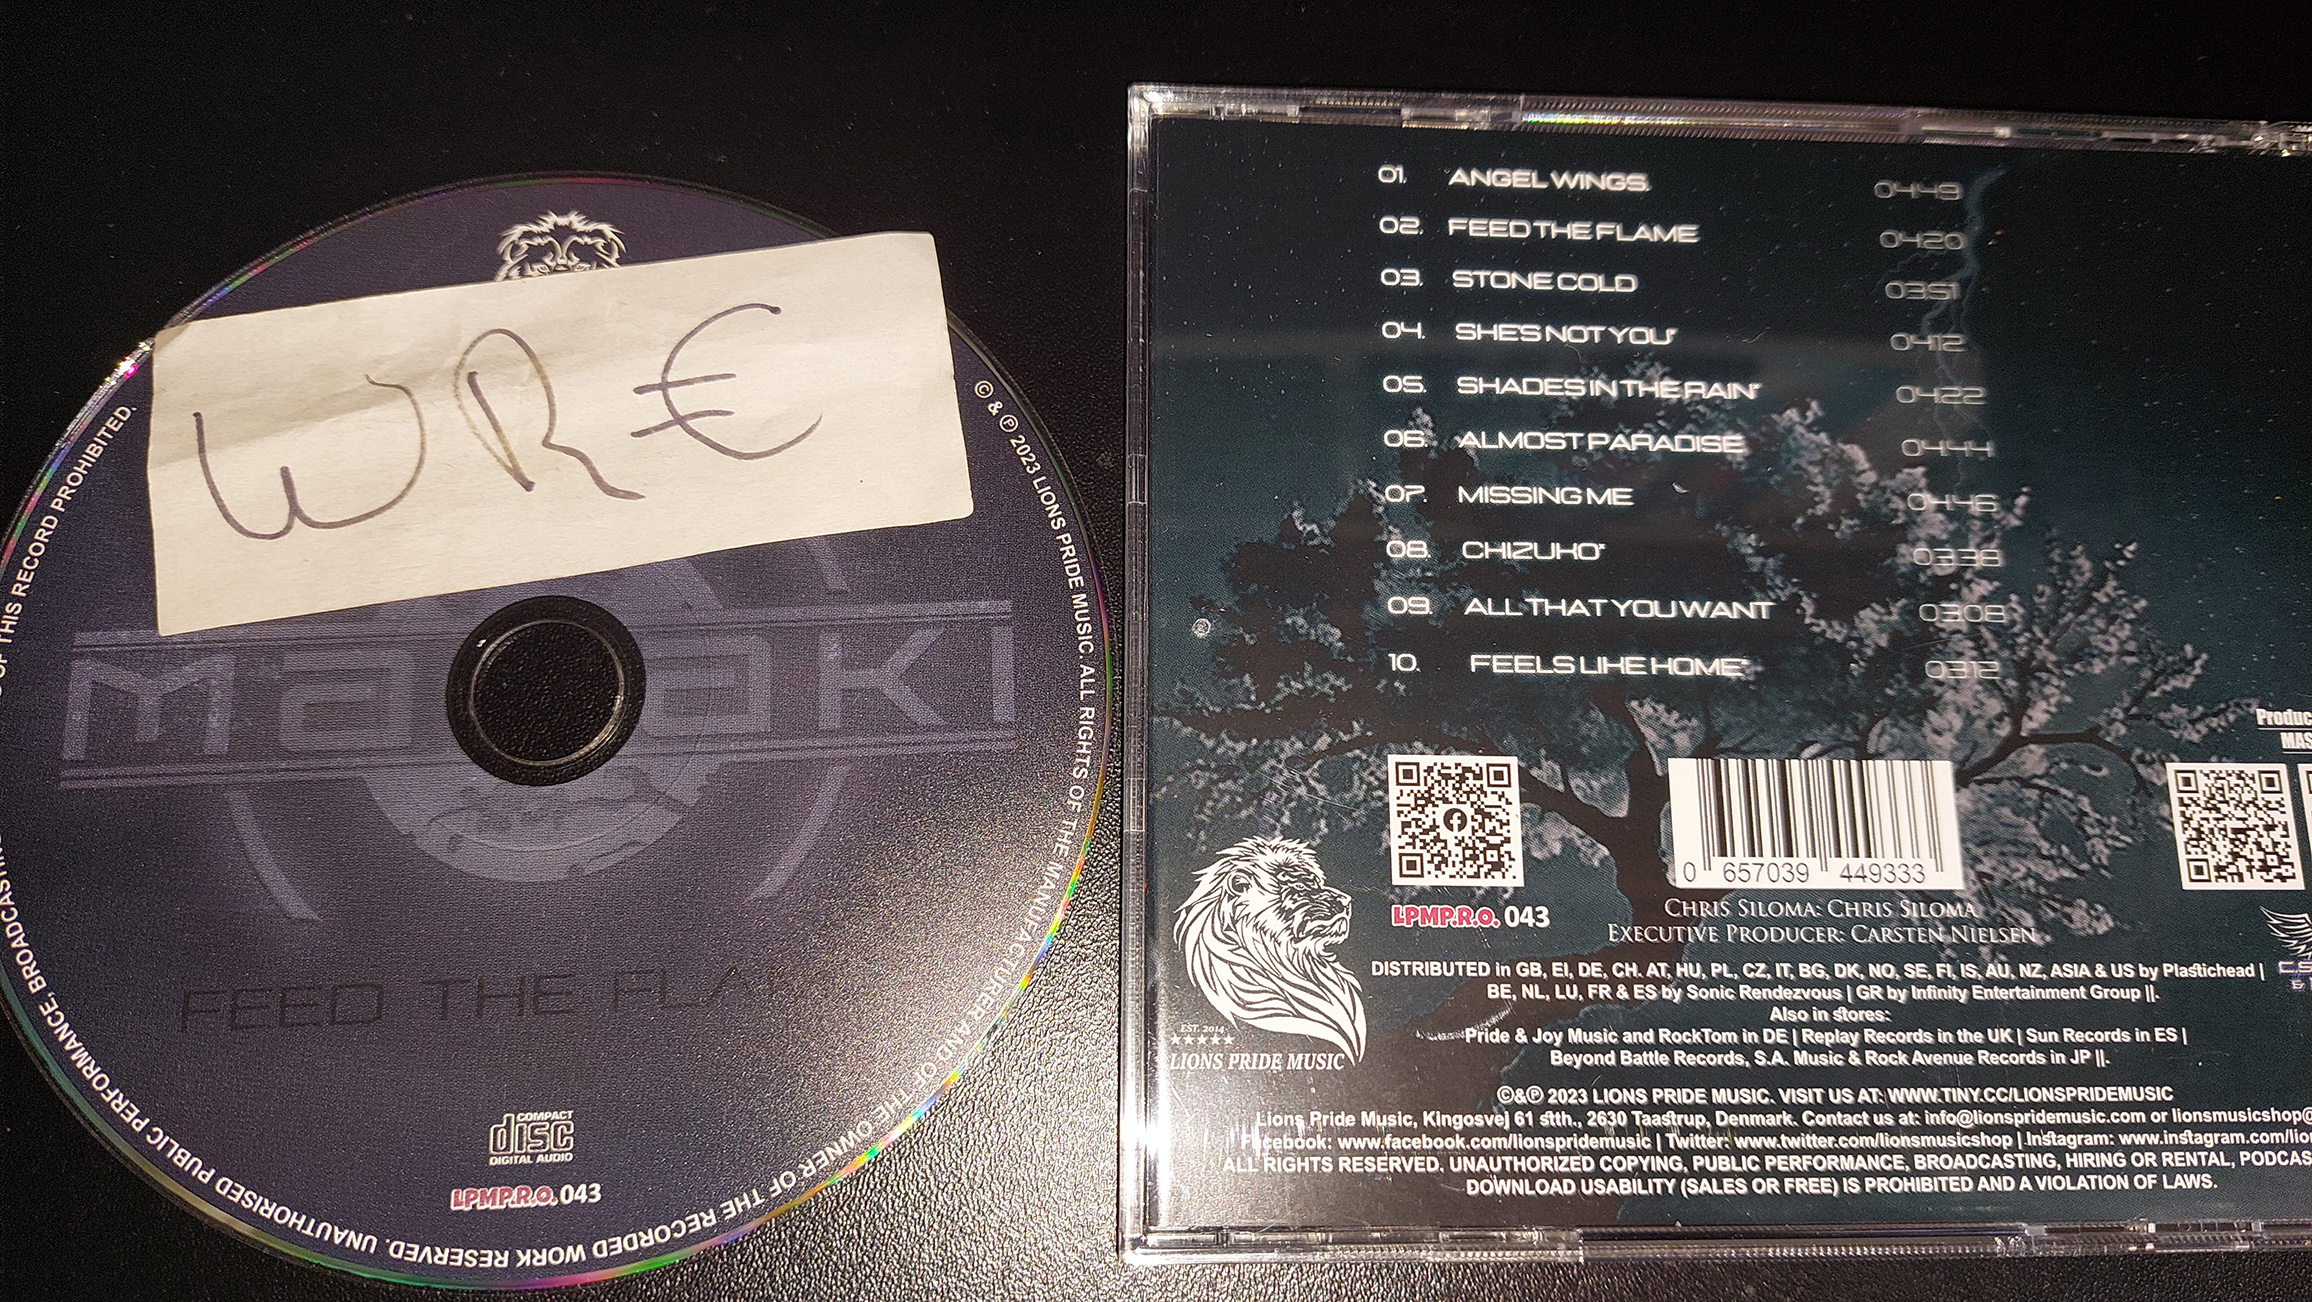 WR€
© & ℗ 2023 LIONS PRIDE MUSIC. ALL RIGHTS OF THE MANUFACTURER AND OF THE OWNER OF THE RECORDED WORK RESERVED. UNAUTHORISED PUBLIC PERFORMANCE, BROADCASTING
OF THIS RECORD PROHIBITED.
FEED THE
COMPACT
disc
DIGITAL AUDIO
LPMP.R.O. 043
01. ANGEL WINGS 04:49
02. FEED THE FLAME 04:20
03. STONE COLD 03:51
04. SHE'S NOT YOU* 04:12
05. SHADES IN THE RAIN* 04:22
06. ALMOST PARADISE 04:44
07. MISSING ME 04:46
08. CHIZUKO* 03:38
09. ALL THAT YOU WANT 03:08
10. FEELS LIKE HOME* 03:12
0 657039 449333
LPMP.R.O. 043
CHRIS SILOMA: CHRIS SILOMA
EXECUTIVE PRODUCER: CARSTEN NIELSEN
EST. 2014
LIONS PRIDE MUSIC
DISTRIBUTED in GB, EI, DE, CH. AT, HU, PL, CZ, IT, BG, DK, NO, SE, FI, IS, AU, NZ, ASIA & US by Plastichead |
BE, NL, LU, FR & ES by Sonic Rendezvous | GR by Infinity Entertainment Group ||.
Also in stores:
Pride & Joy Music and RockTom in DE | Replay Records in the UK | Sun Records in ES |
Beyond Battle Records, S.A. Music & Rock Avenue Records in JP ||.
©&℗ 2023 LIONS PRIDE MUSIC. VISIT US AT: WWW.TINY.CC/LIONSPRIDEMUSIC
Lions Pride Music, Kingosvej 61 stth., 2630 Taastrup, Denmark. Contact us at: info@lionspridemusic.com or lionsmusicshop@
Facebook: www.facebook.com/lionspridemusic | Twitter: www.twitter.com/lionsmusicshop | Instagram: www.instagram.com/lion
ALL RIGHTS RESERVED. UNAUTHORIZED COPYING, PUBLIC PERFORMANCE, BROADCASTING, HIRING OR RENTAL, PODCAS
DOWNLOAD USABILITY (SALES OR FREE) IS PROHIBITED AND A VIOLATION OF LAWS.